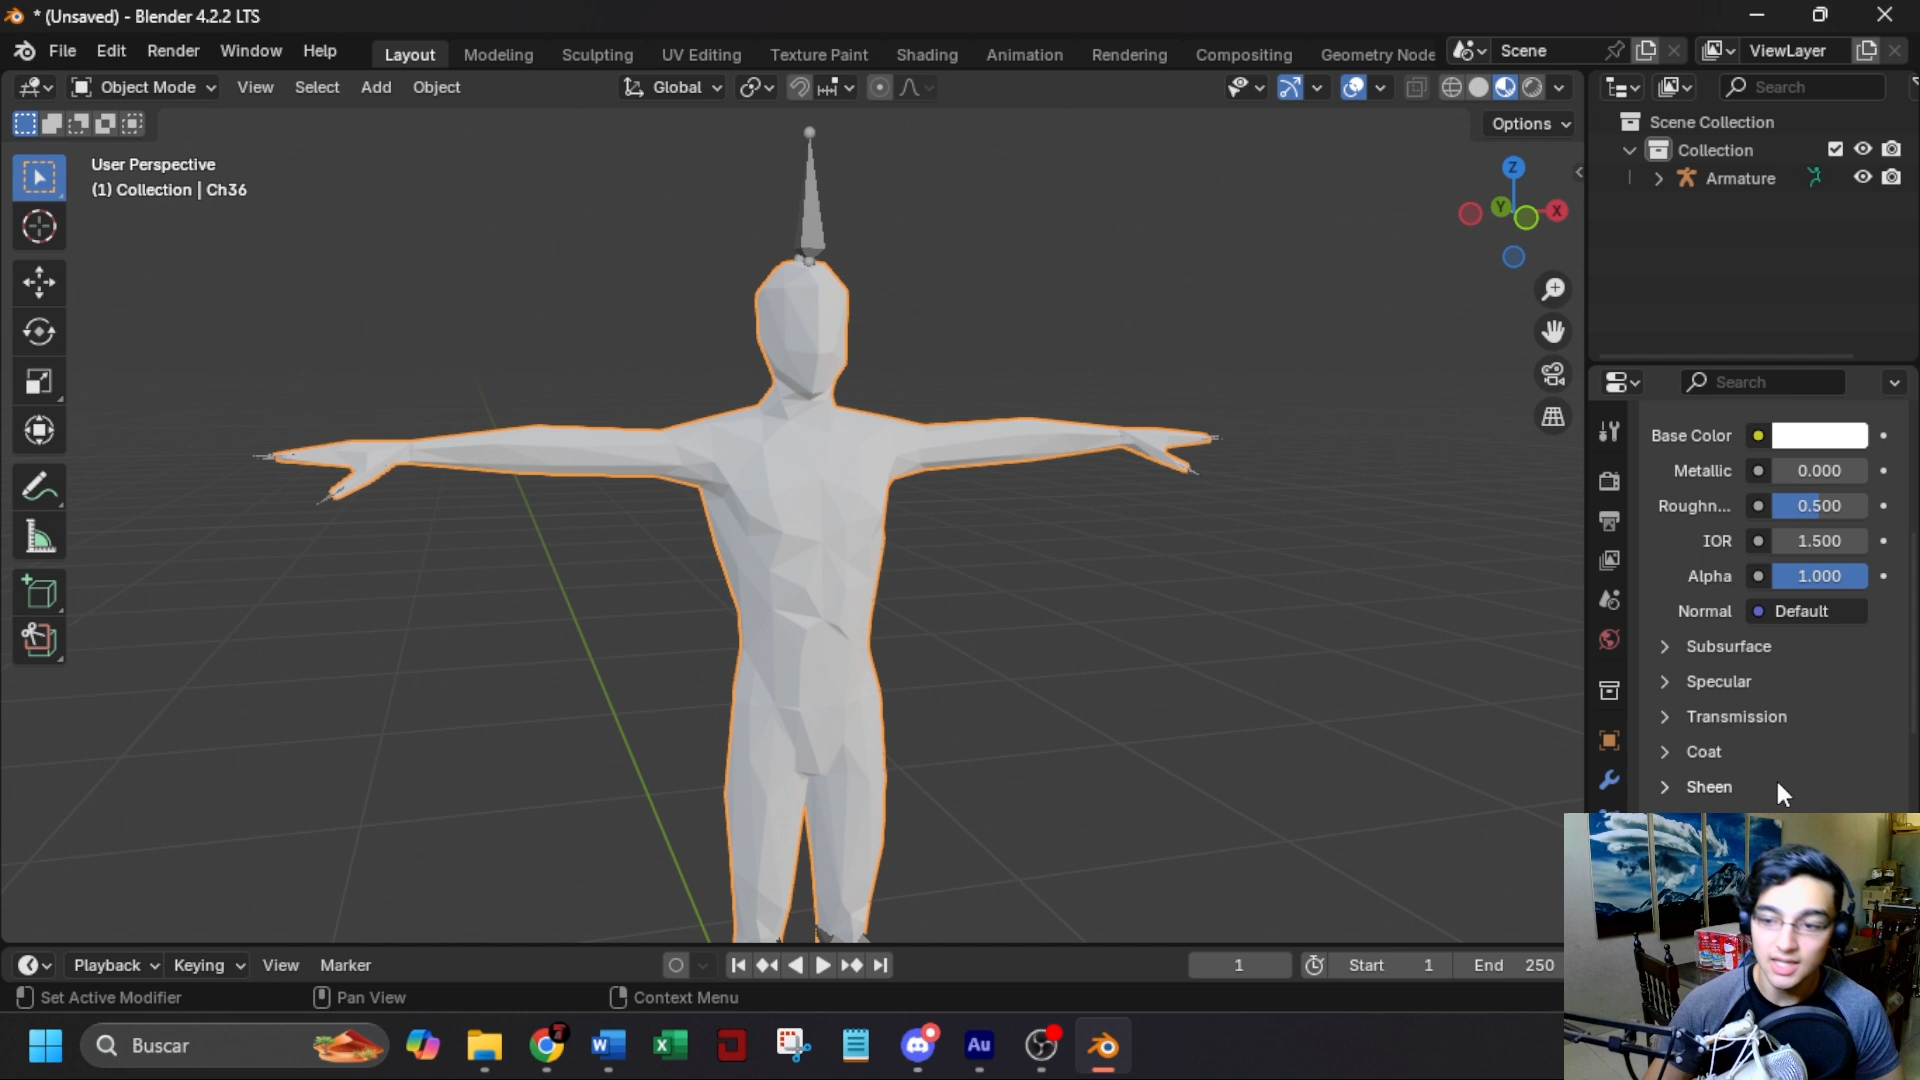 * (Unsaved) - Blender 4.2.2 LTS
File Edit Render Window Help Layout Modeling Sculpting UV Editing Texture Paint Shading Animation Rendering Compositing Geometry Node Scene ViewLayer
Object Mode View Select Add Object Global Search
Options
User Perspective
(1) Collection | Ch36
Z
Y
X
Scene Collection
Collection
Armature
Search
Base Color
Metallic 0.000
Roughn... 0.500
IOR 1.500
Alpha 1.000
Normal Default
Subsurface
Specular
Transmission
Coat
Sheen
Playback Keying View Marker 1 Start 1 End 250
Set Active Modifier Pan View Context Menu
Buscar
W
X
Au